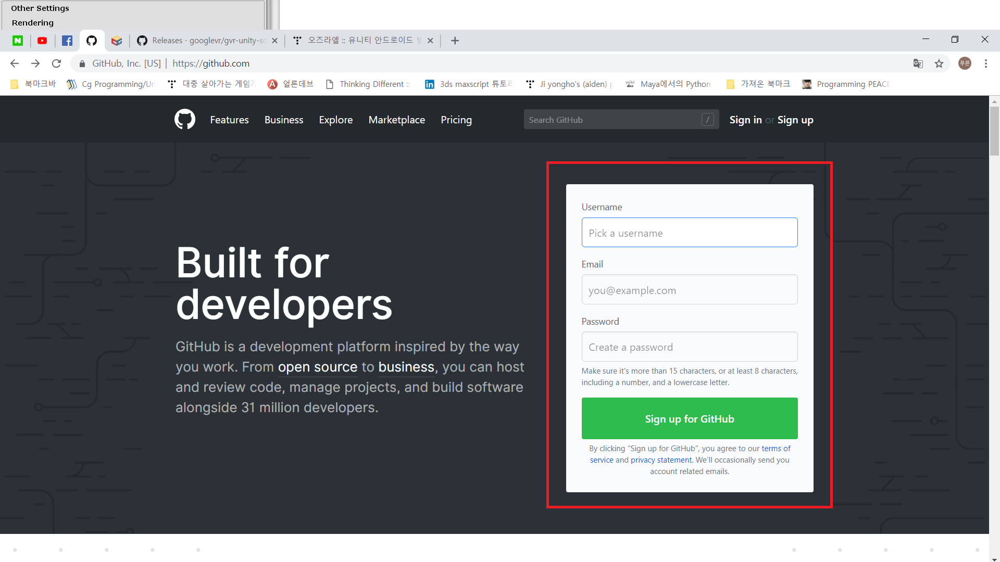 Other Settings
Rendering
Releases · googlevr/gvr-unity-sd
오즈라엘 :: 유니티 안드로이드
GitHub, Inc. [US] | https://github.com
푸른
북마크바
Cg Programming/Un
대충 살아가는 게임
얼론데브
Thinking Different ::
3ds maxscript 튜토리
Ji yongho's (aiden) p
Maya에서의 Python
가져온 북마크
Programming PEACE
Features
Business
Explore
Marketplace
Pricing
Search GitHub
/
Sign in or Sign up
Built for
developers
GitHub is a development platform inspired by the way
you work. From open source to business, you can host
and review code, manage projects, and build software
alongside 31 million developers.
Username
Pick a username
Email
you@example.com
Password
Create a password
Make sure it's more than 15 characters, or at least 8 characters,
including a number, and a lowercase letter.
Sign up for GitHub
By clicking “Sign up for GitHub”, you agree to our terms of
service and privacy statement. We’ll occasionally send you
account related emails.